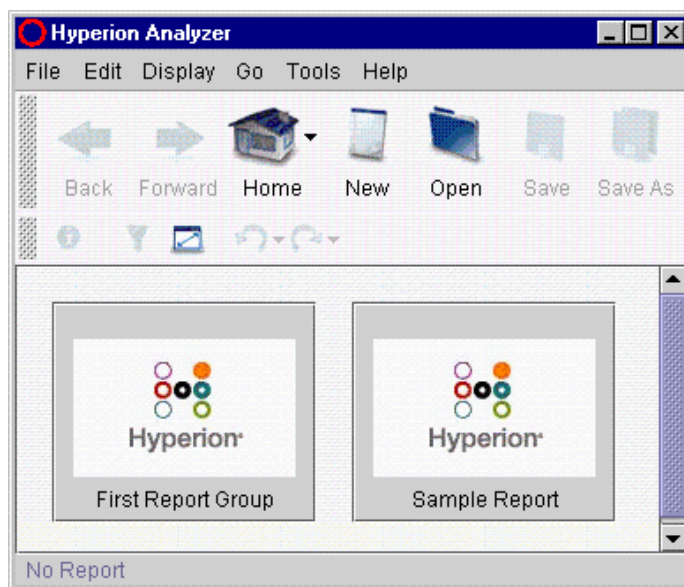 Hyperion Analyzer
File Edit Display Go Tools Help
Back Forward Home New Open Save Save As
Hyperion Hyperion
First Report Group Sample Report
No Report